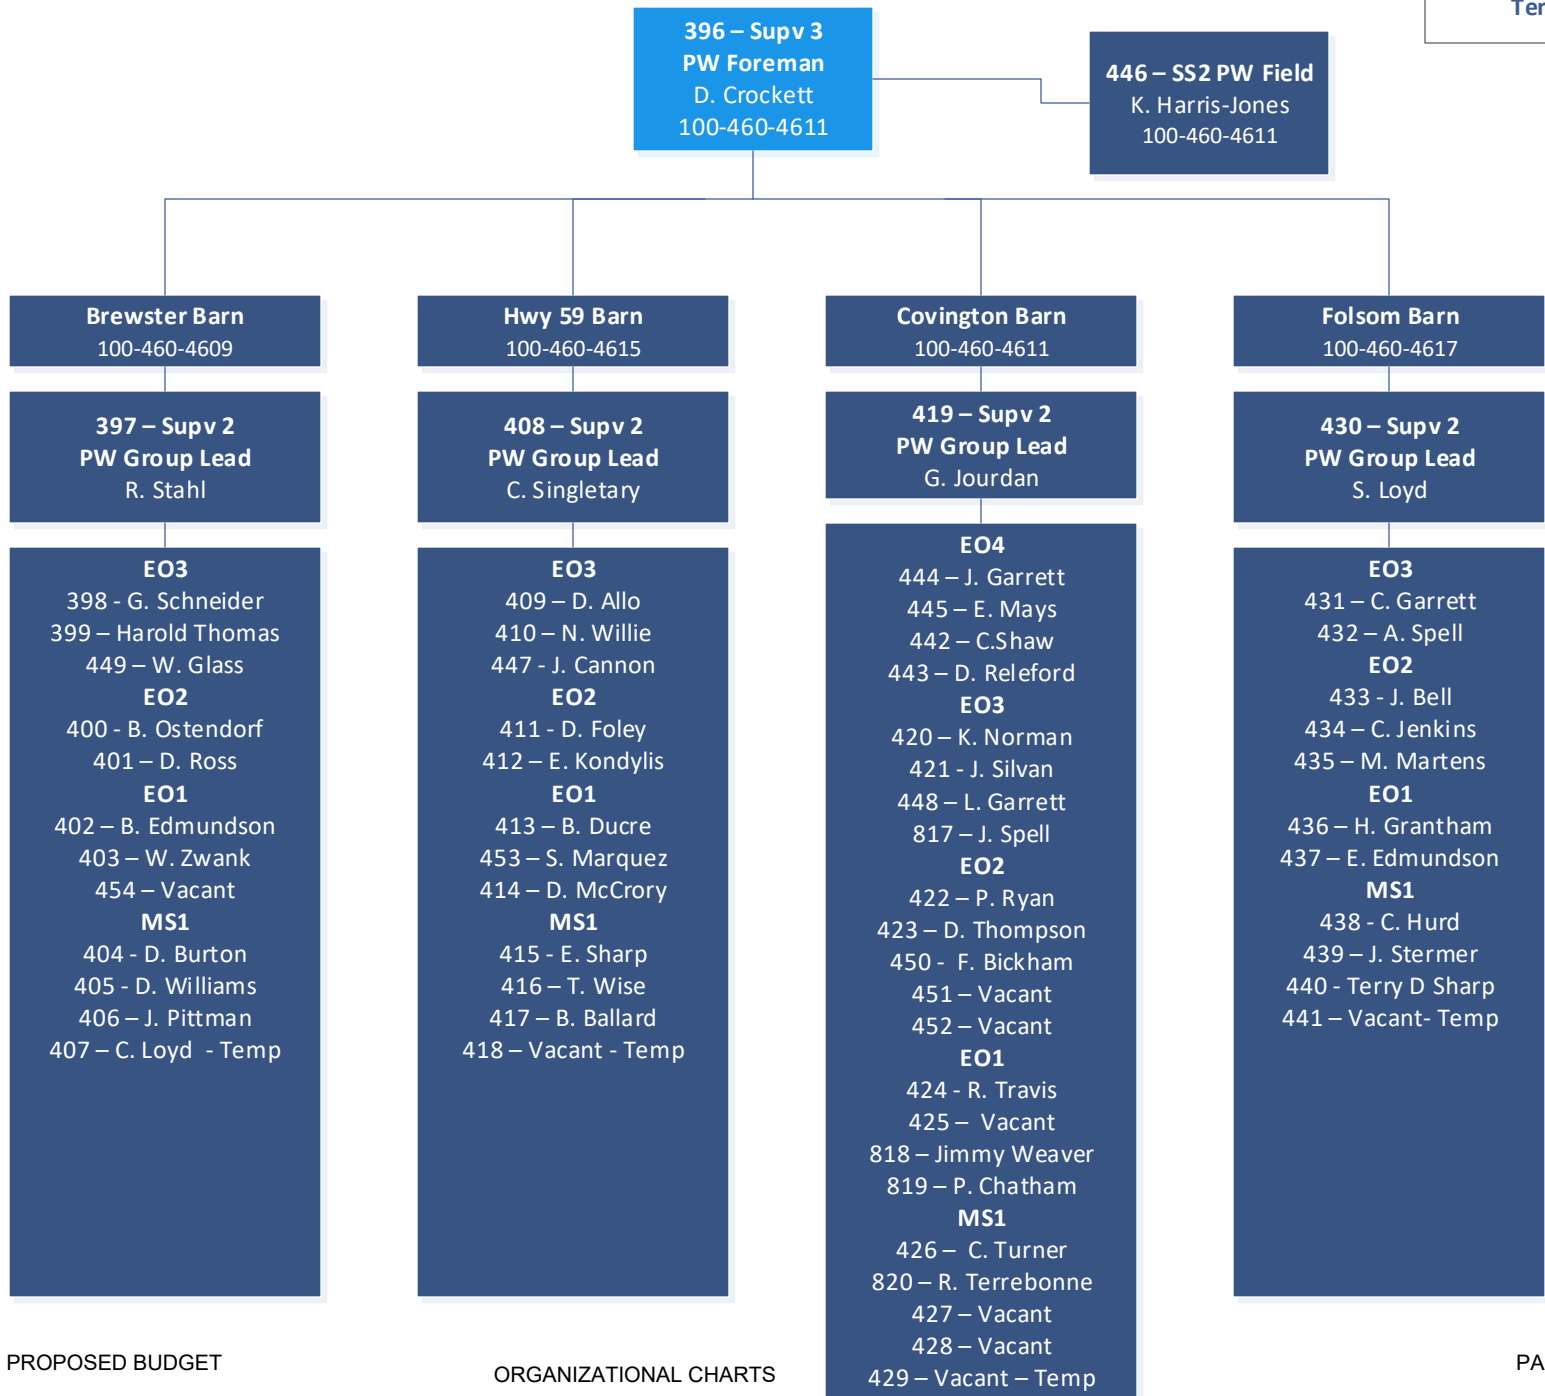 Ter
396 – Supv 3
PW Foreman
D. Crockett
100-460-4611
446 – SS2 PW Field
K. Harris-Jones
100-460-4611
Brewster Barn
100-460-4609
397 – Supv 2
PW Group Lead
R. Stahl
EO3
398 - G. Schneider
399 – Harold Thomas
449 – W. Glass
EO2
400 - B. Ostendorf
401 – D. Ross
EO1
402 – B. Edmundson
403 – W. Zwank
454 – Vacant
MS1
404 - D. Burton
405 - D. Williams
406 – J. Pittman
407 – C. Loyd - Temp
Hwy 59 Barn
100-460-4615
408 – Supv 2
PW Group Lead
C. Singletary
EO3
409 – D. Allo
410 – N. Willie
447 - J. Cannon
EO2
411 - D. Foley
412 – E. Kondylis
EO1
413 – B. Ducre
453 – S. Marquez
414 – D. McCrory
MS1
415 - E. Sharp
416 – T. Wise
417 – B. Ballard
418 – Vacant - Temp
Covington Barn
100-460-4611
419 – Supv 2
PW Group Lead
G. Jourdan
EO4
444 – J. Garrett
445 – E. Mays
442 – C.Shaw
443 – D. Releford
EO3
420 – K. Norman
421 - J. Silvan
448 – L. Garrett
817 – J. Spell
EO2
422 – P. Ryan
423 – D. Thompson
450 - F. Bickham
451 – Vacant
452 – Vacant
EO1
424 - R. Travis
425 – Vacant
818 – Jimmy Weaver
819 – P. Chatham
MS1
426 – C. Turner
820 – R. Terrebonne
427 – Vacant
428 – Vacant
429 – Vacant – Temp
Folsom Barn
100-460-4617
430 – Supv 2
PW Group Lead
S. Loyd
EO3
431 – C. Garrett
432 – A. Spell
EO2
433 - J. Bell
434 – C. Jenkins
435 – M. Martens
EO1
436 – H. Grantham
437 – E. Edmundson
MS1
438 - C. Hurd
439 – J. Stermer
440 - Terry D Sharp
441 – Vacant- Temp
PROPOSED BUDGET
ORGANIZATIONAL CHARTS
PA